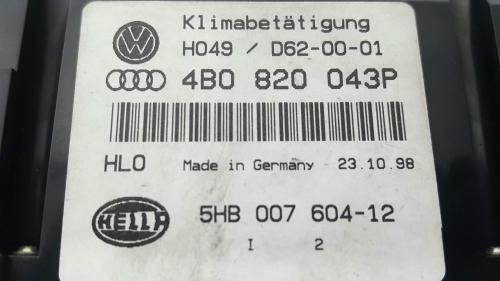 Klimabetätigung
H049 / D62-00-01
4B0 820 043P
HLO Made in Germany 23.10.98
HELLA 5HB 007 604-12
I 2